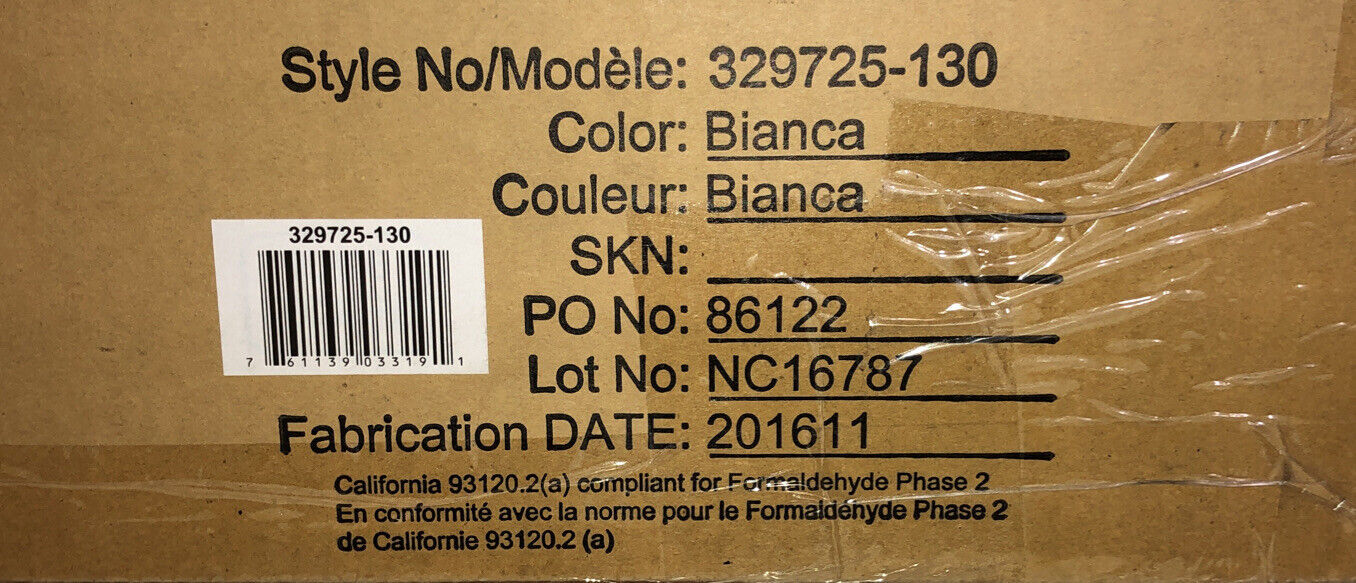 Style No/Modèle: 329725-130
Color: Bianca
Couleur: Bianca
329725-130
SKN:
7 61139 03319 1
PO No: 86122
Lot No: NC16787
Fabrication DATE: 201611
California 93120.2(a) compliant for Formaldehyde Phase 2
En conformité avec la norme pour le Formaldéhyde Phase 2
de Californie 93120.2 (a)